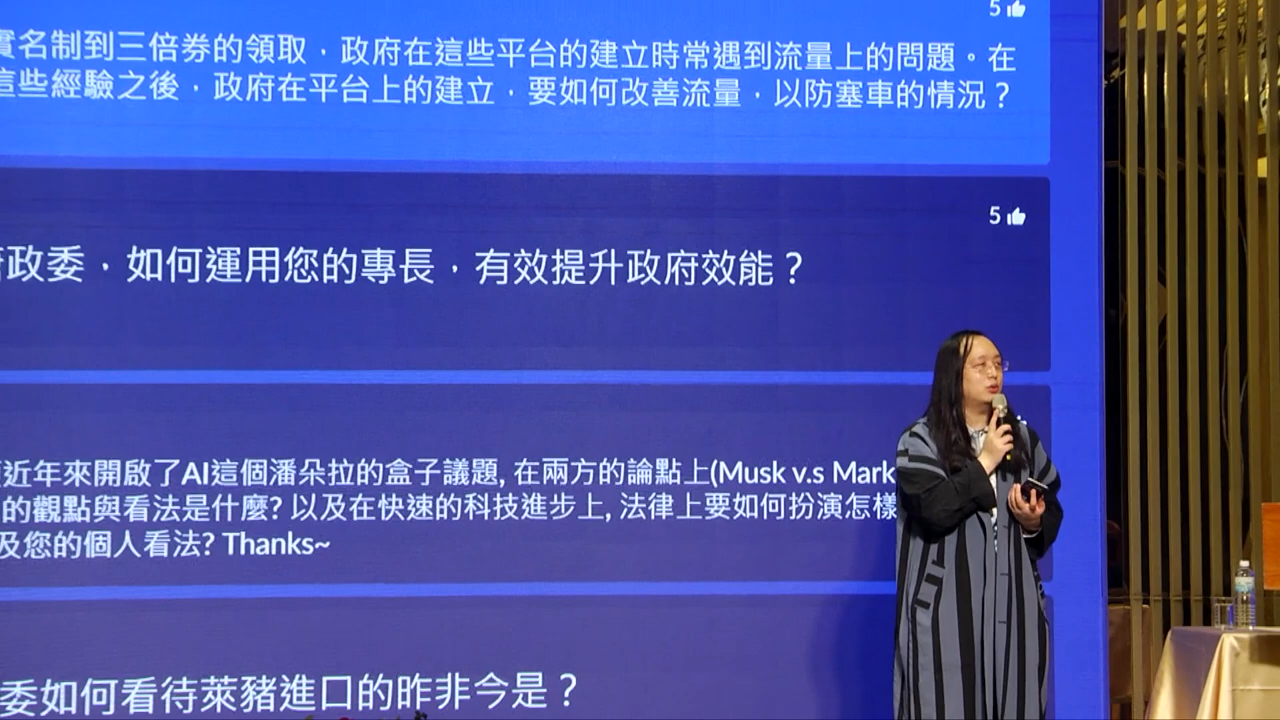 5
實名制到三倍券的領取，政府在這些平台的建立時常遇到流量上的問題。在
這些經驗之後，政府在平台上的建立，要如何改善流量，以防塞車的情況？
5
政委，如何運用您的專長，有效提升政府效能？
近年來開啟了AI這個潘朵拉的盒子議題, 在兩方的論點上(Musk v.s Mark
的觀點與看法是什麼? 以及在快速的科技進步上, 法律上要如何扮演怎樣
及您的個人看法? Thanks~
委如何看待萊豬進口的昨非今是？